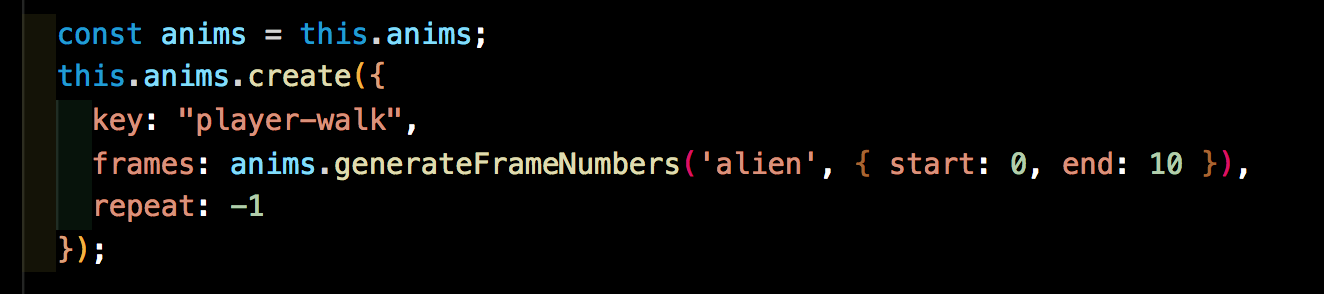 const anims = this.anims;
this.anims.create({
key: "player-walk",
frames: anims.generateFrameNumbers('alien', { start: 0, end: 10 }),
repeat: -1
});